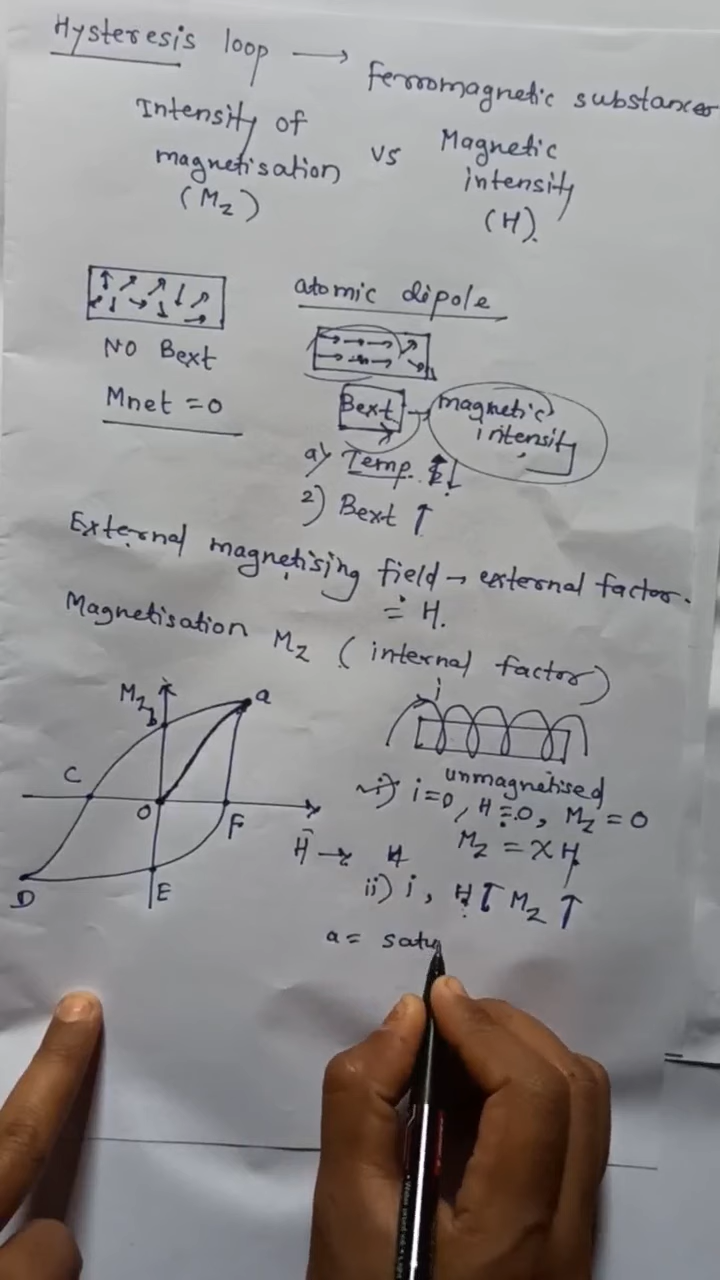 Hysteresis loop → Ferromagnetic substances
Intensity of magnetisation (Mz) vs Magnetic intensity (H).
NO Bext
Mnet = 0
atomic dipole
Bext → magnetic intensity
a) Temp ↓
2) Bext ↑
External magnetising field → external factor.
= H.
Magnetisation Mz (internal factor)
Mz
b
a
C
O
F
H →
D
E
i
unmagnetised
i) i=0, H=0, Mz=0
Mz = χH
ii) i, H↑ Mz ↑
a = satu